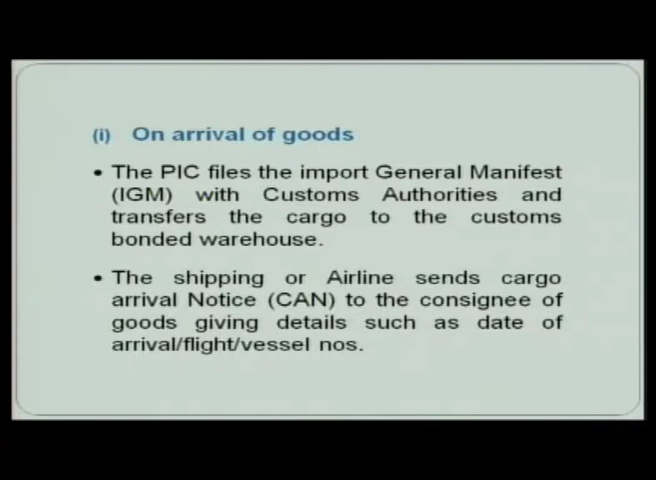 (i) On arrival of goods
• The PIC files the import General Manifest
(IGM) with Customs Authorities and
transfers the cargo to the customs
bonded warehouse.
• The shipping or Airline sends cargo
arrival Notice (CAN) to the consignee of
goods giving details such as date of
arrival/flight/vessel nos.